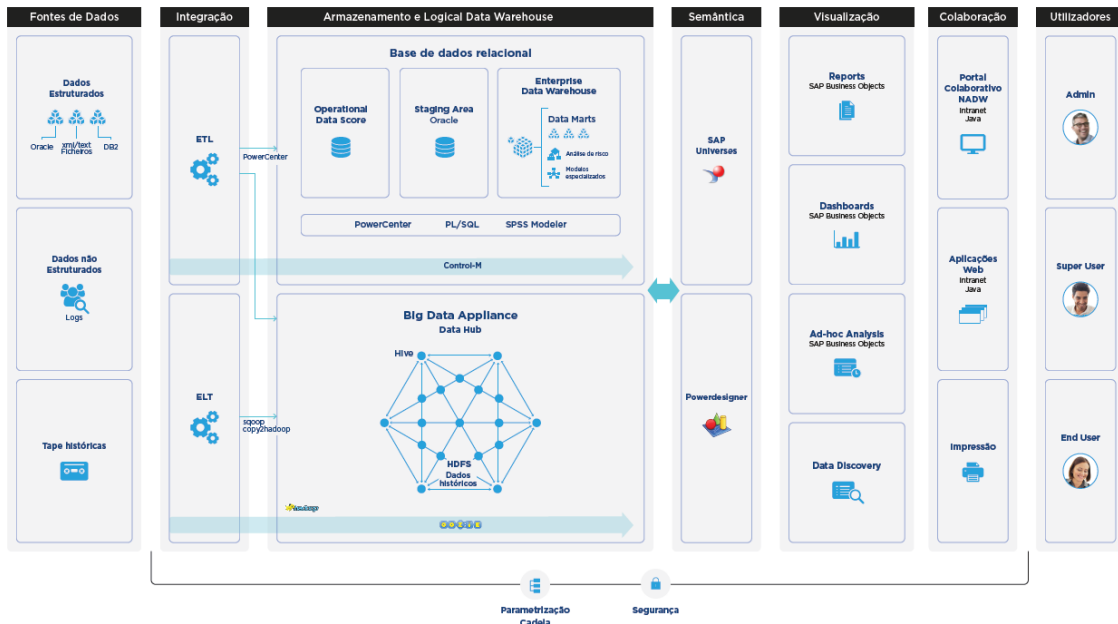 Fontes de Dados
Integração
Armazenamento e Logical Data Warehouse
Semântica
Visualização
Colaboração
Utilizadores
Dados
Estruturados
Oracle
xml/text
Ficheiros
DB2
Dados não
Estruturados
Logs
Tape históricas
ETL
PowerCenter
ELT
sqoop
copy2hadoop
Base de dados relacional
Operational
Data Score
Staging Area
Oracle
Enterprise
Data Warehouse
Data Marts
Análise de risco
Modelos
especializados
PowerCenter
PL/SQL
SPSS Modeler
Control-M
Big Data Appliance
Data Hub
Hive
HDFS
Dados
históricos
OOZIE
SAP
Universes
Powerdesigner
Reports
SAP Business Objects
Dashboards
SAP Business Objects
Ad-hoc Analysis
SAP Business Objects
Data Discovery
Portal
Colaborativo
NADW
Intranet
Java
Aplicações
Web
Intranet
Java
Impressão
Admin
Super User
End User
Parametrização
Cadeia
Segurança